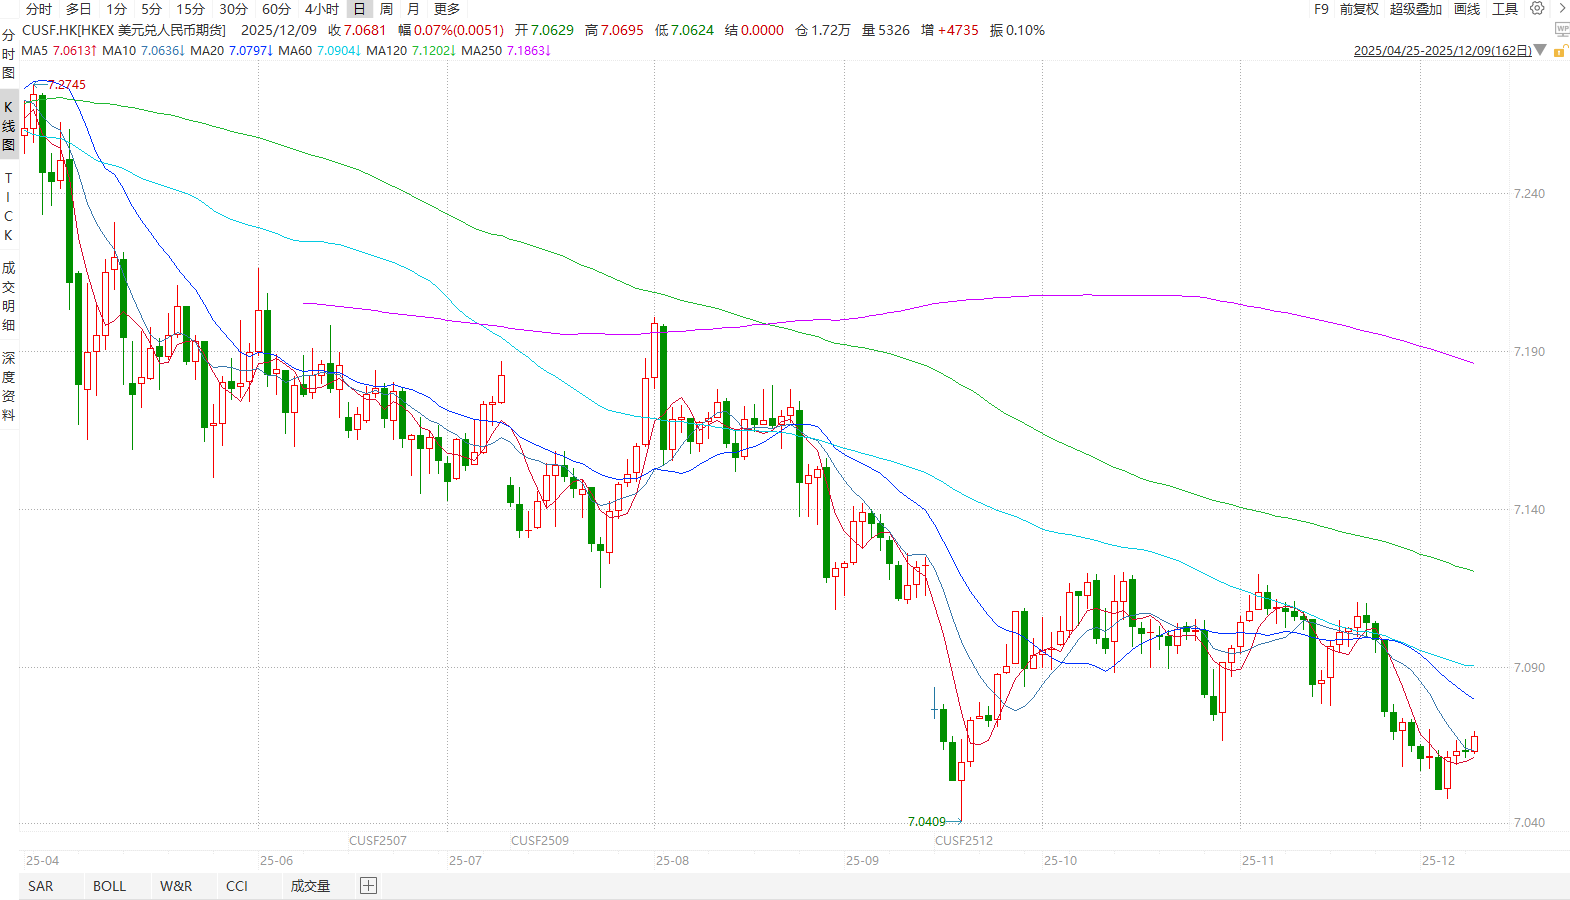 分时 多日 1分 5分 15分 30分 60分 4小时 日 周 月 更多 F9 前复权 超级叠加 画线 工具
CUSF.HK[HKEX 美元兑人民币期货] 2025/12/09 收 7.0681 幅 0.07%(0.0051) 开 7.0629 高 7.0695 低 7.0624 结 0.0000 仓 1.72万 量 5326 增 +4735 振 0.10%
MA5 7.0613↑ MA10 7.0636↓ MA20 7.0797↓ MA60 7.0904↓ MA120 7.1202↓ MA250 7.1863↓ 2025/04/25-2025/12/09(162日)
WP
分时图
K线图
TICK
成交明细
深度资料
7.2745
7.240
7.190
7.140
7.090
7.0409
7.040
CUSF2507 CUSF2509 CUSF2512
25-04 25-06 25-07 25-08 25-09 25-10 25-11 25-12
SAR BOLL W&R CCI 成交量